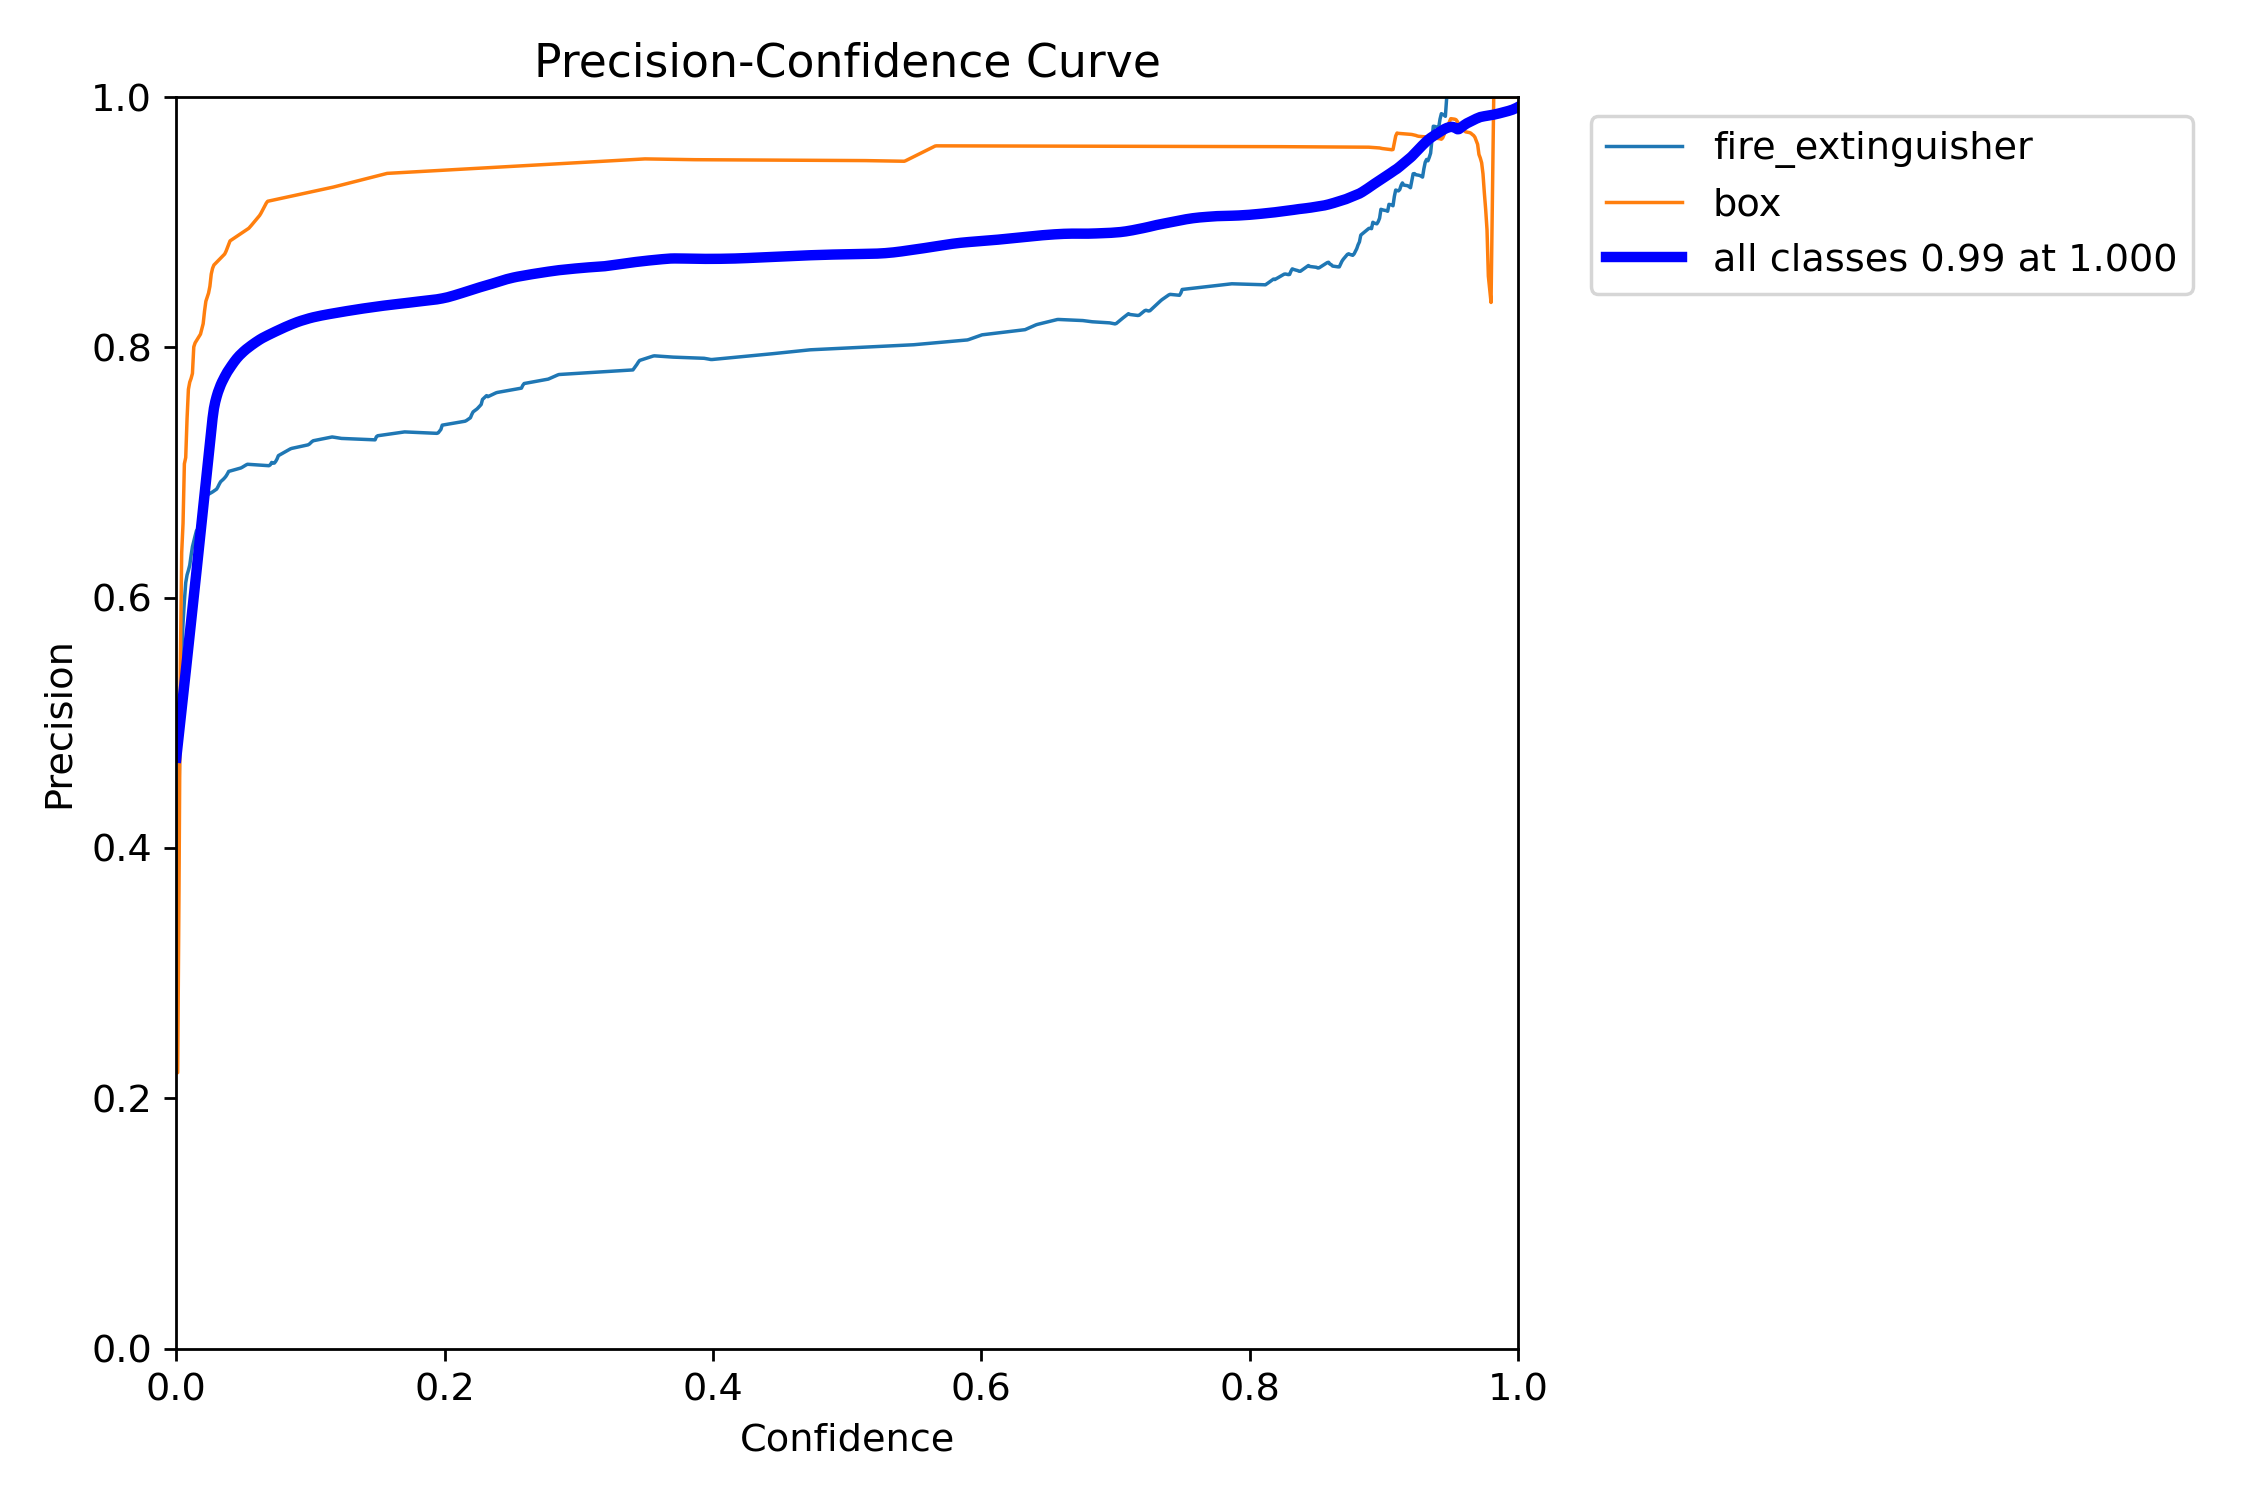 Precision-Confidence Curve
1.0
0.8
0.6
0.4
0.2
0.0
Precision
0.0 0.2 0.4 0.6 0.8 1.0
Confidence
fire_extinguisher
box
all classes 0.99 at 1.000